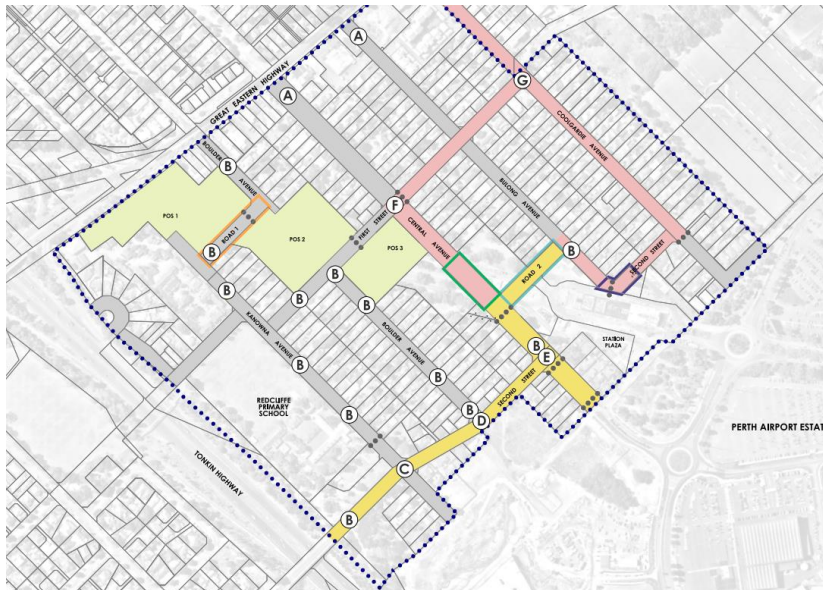 A
GREAT EASTERN HIGHWAY
A
G
COOLGARDIE AVENUE
B
BOULDER AVENUE
BULONG AVENUE
POS 1
F
FIRST STREET
ROAD 1
B
POS 2
POS 3
CENTRAL AVENUE
B
SECOND STREET
ROAD 2
B
B
B
B
KANOWNA AVENUE
BOULDER AVENUE
STATION
PLAZA
B
E
B
B
SECOND STREET
REDCLIFFE
PRIMARY
SCHOOL
B
B
D
PERTH AIRPORT ESTAT
TONKIN HIGHWAY
C
B